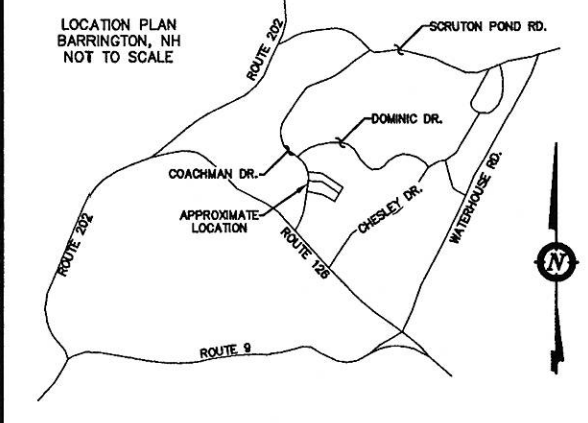 LOCATION PLAN
BARRINGTON, NH
NOT TO SCALE
ROUTE 202
SCRUTON POND RD.
DOMINIC DR.
COACHMAN DR.
APPROXIMATE
LOCATION
CHESLEY DR.
WATERHOUSE RD.
ROUTE 202
ROUTE 126
ROUTE 9
N